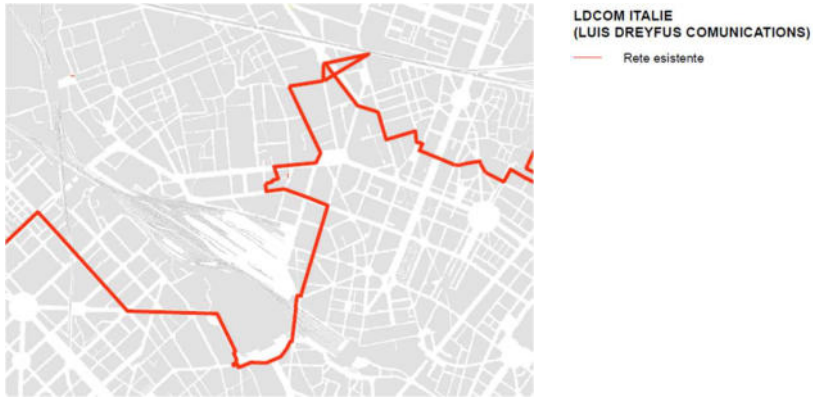 LDCOM ITALIE
(LUIS DREYFUS COMUNICATIONS)
Rete esistente